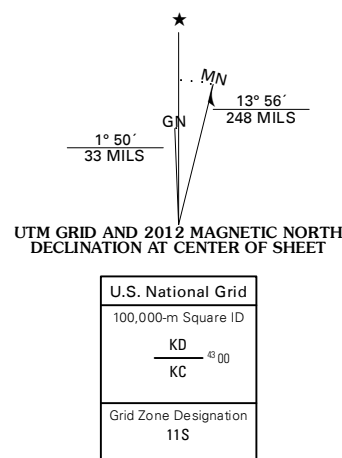 ★
MN
GN
13° 56´
248 MILS
1° 50´
33 MILS
UTM GRID AND 2012 MAGNETIC NORTH
DECLINATION AT CENTER OF SHEET
U.S. National Grid
100,000-m Square ID
KD
43 00
KC
Grid Zone Designation
11S